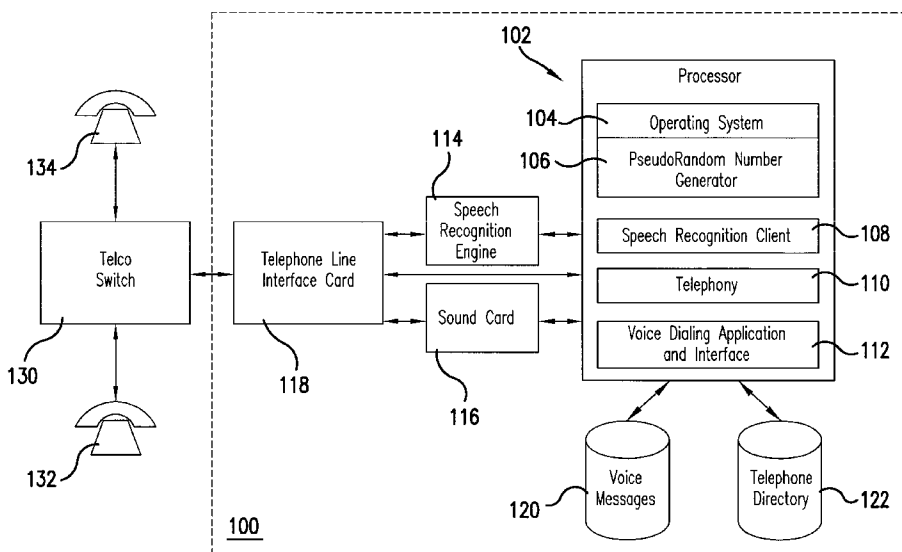 102
Processor
104
Operating System
106
PseudoRandom Number
Generator
134
114
Speech
Recognition
Engine
Speech Recognition Client
108
Telco
Switch
Telephone Line
Interface Card
Telephony
110
Sound Card
Voice Dialing Application
and Interface
112
130
118
116
132
120
Voice
Messages
Telephone
Directory
122
100